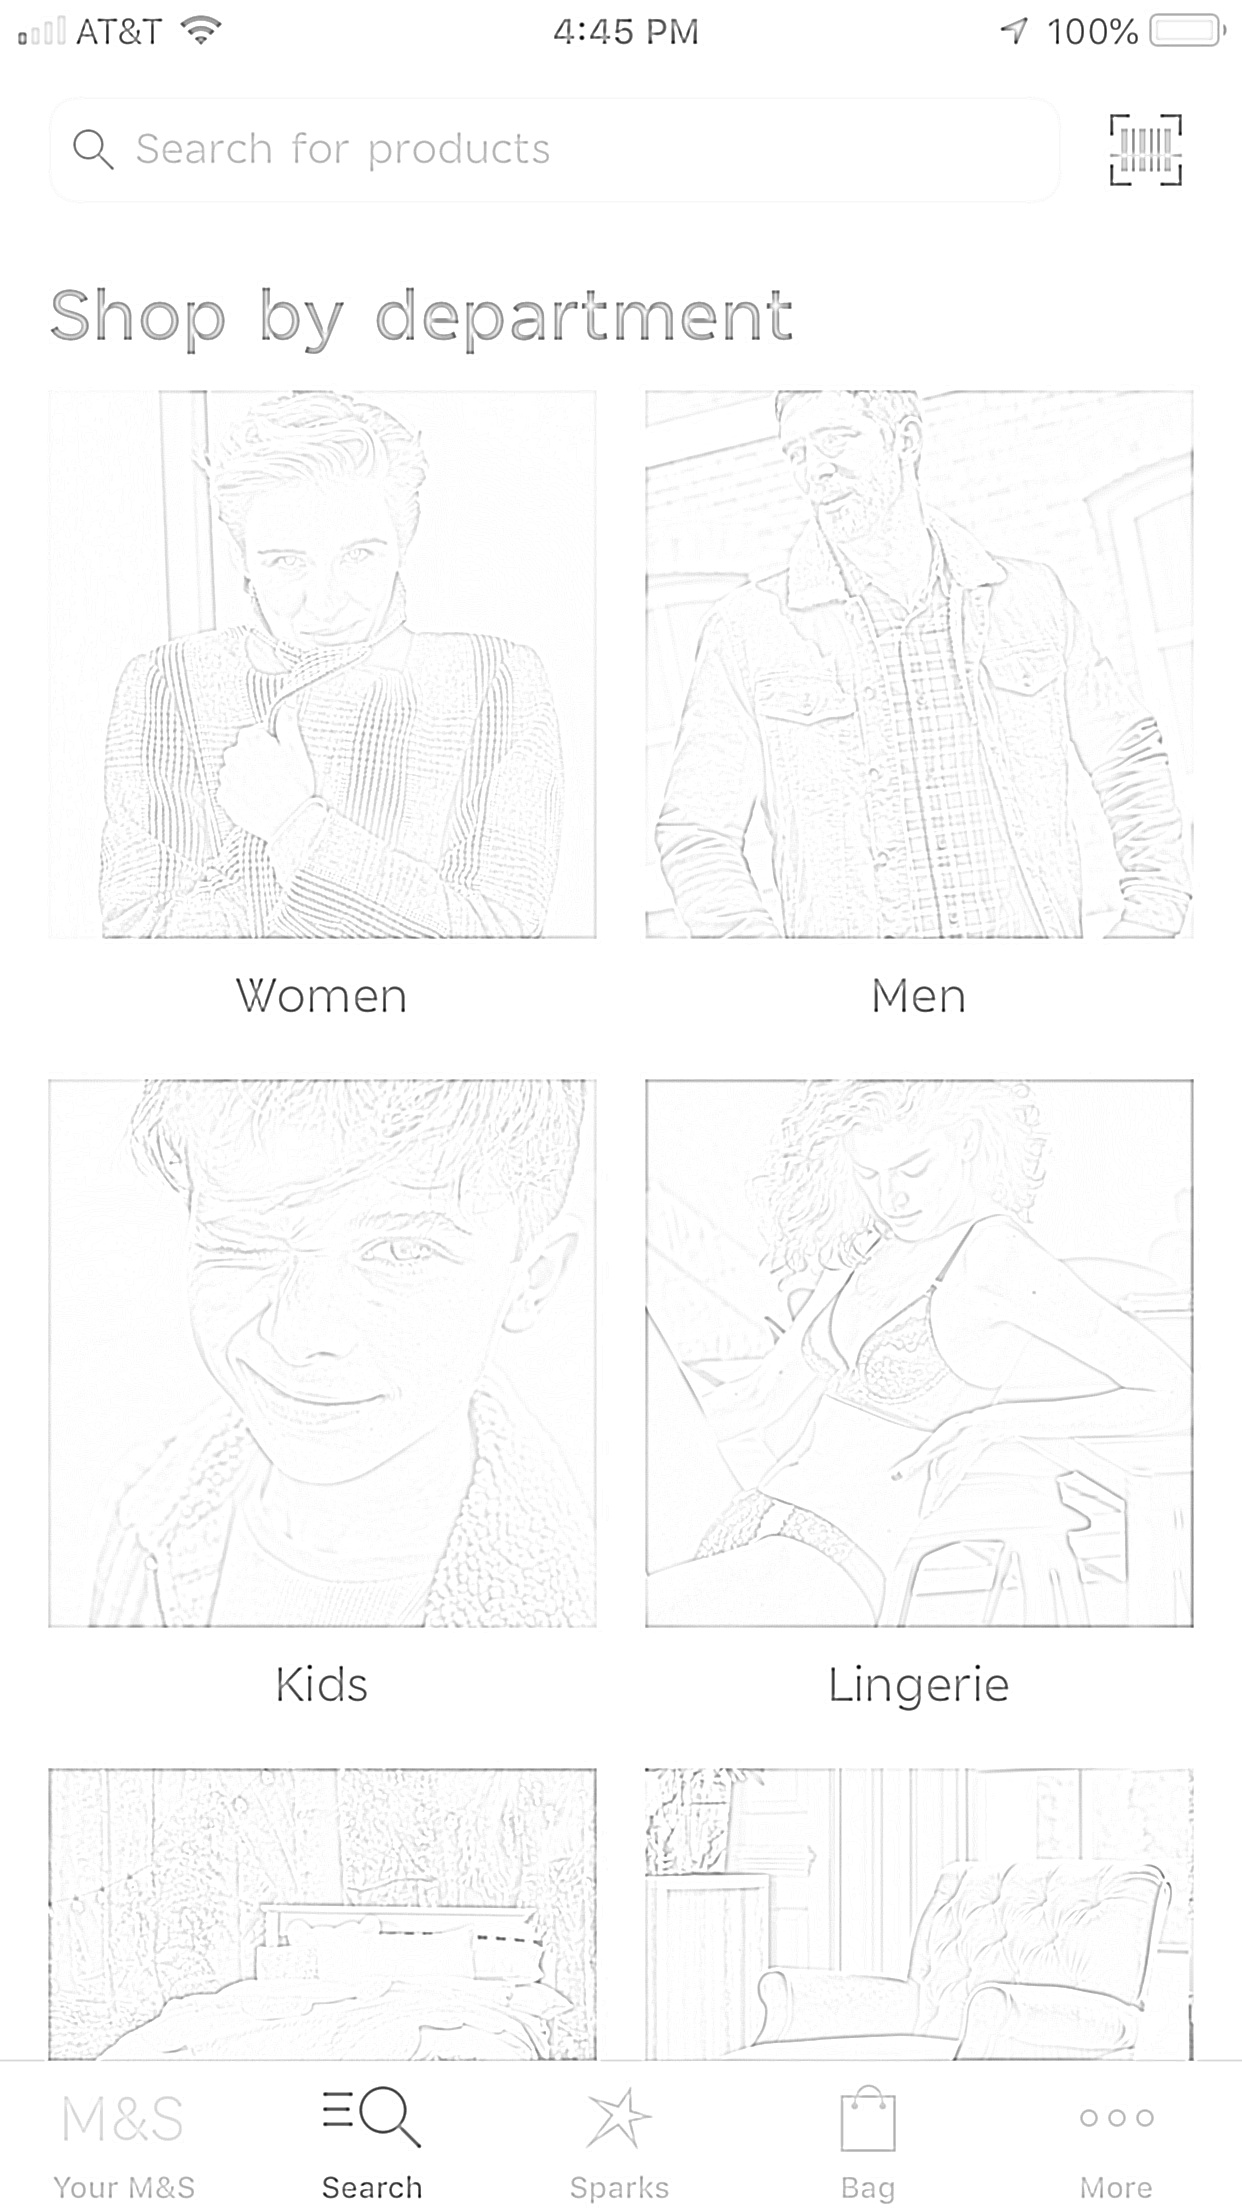 AT&T 4:45 PM 100%
Search for products
Shop by department
Women Men
Kids Lingerie
M&S
Your M&S Search Sparks Bag More